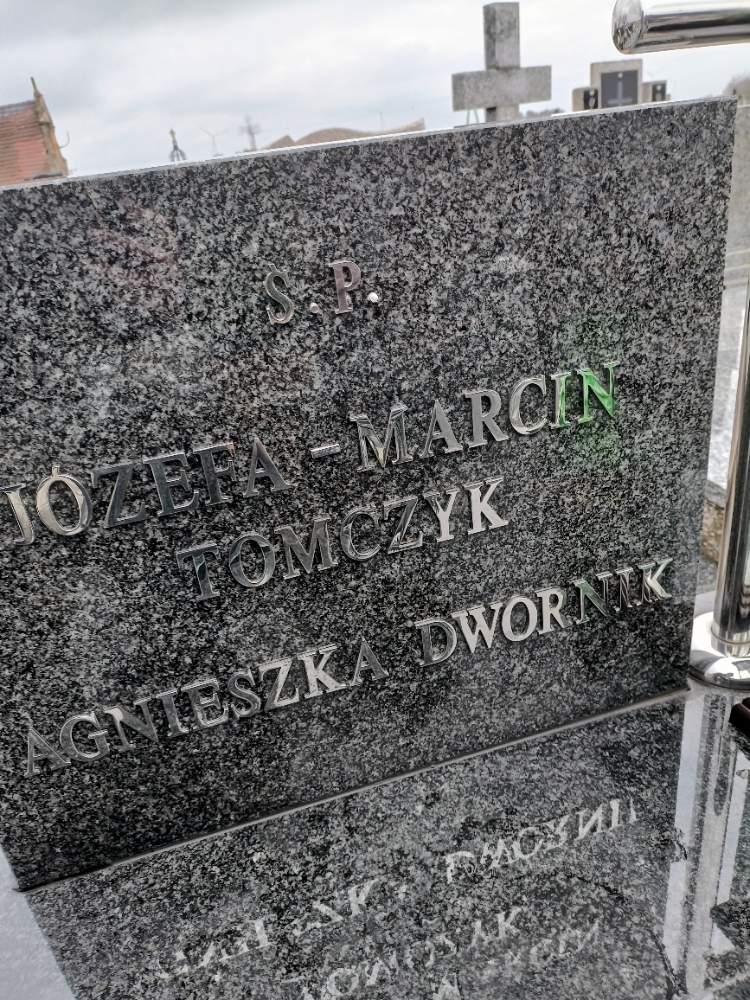 S.P.
JÓZEFA - MARCIN
TOMCZYK
AGNIESZKA DWORNIK